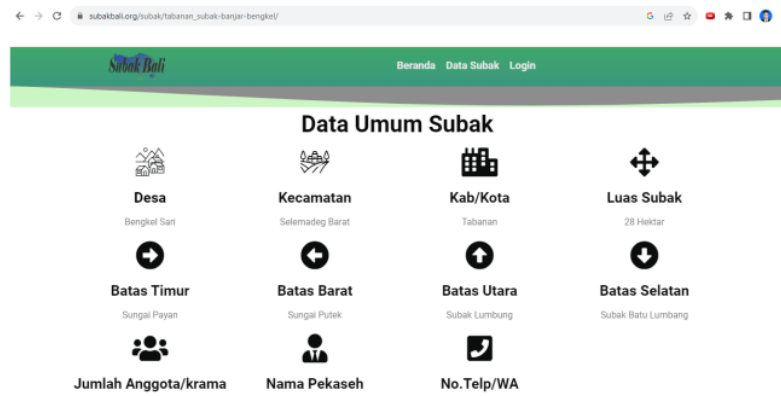 subakbali.org/subak/tabanan_subak-banjar-bengkel/
Subak Bali
Beranda Data Subak Login
Data Umum Subak
Desa Kecamatan Kab/Kota Luas Subak
Bengkel Sari Selemadeg Barat Tabanan 28 Hektar
Batas Timur Batas Barat Batas Utara Batas Selatan
Sungai Payan Sungai Putek Subak Lumbung Subak Batu Lumbang
Jumlah Anggota/krama Nama Pekaseh No.Telp/WA